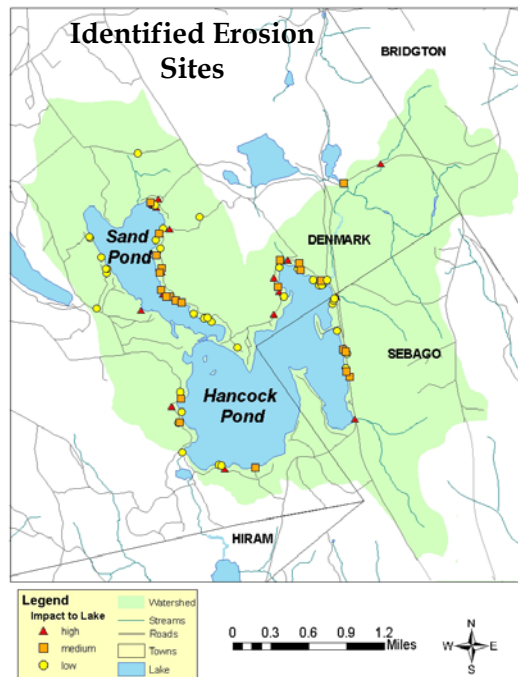 Identified Erosion
Sites
BRIDGTON
Sand
Pond
DENMARK
SEBAGO
Hancock
Pond
HIRAM
Legend
Impact to Lake
high
medium
low
Watershed
Streams
Roads
Towns
Lake
0 0.3 0.6 0.9 1.2
Miles
N
W E
S